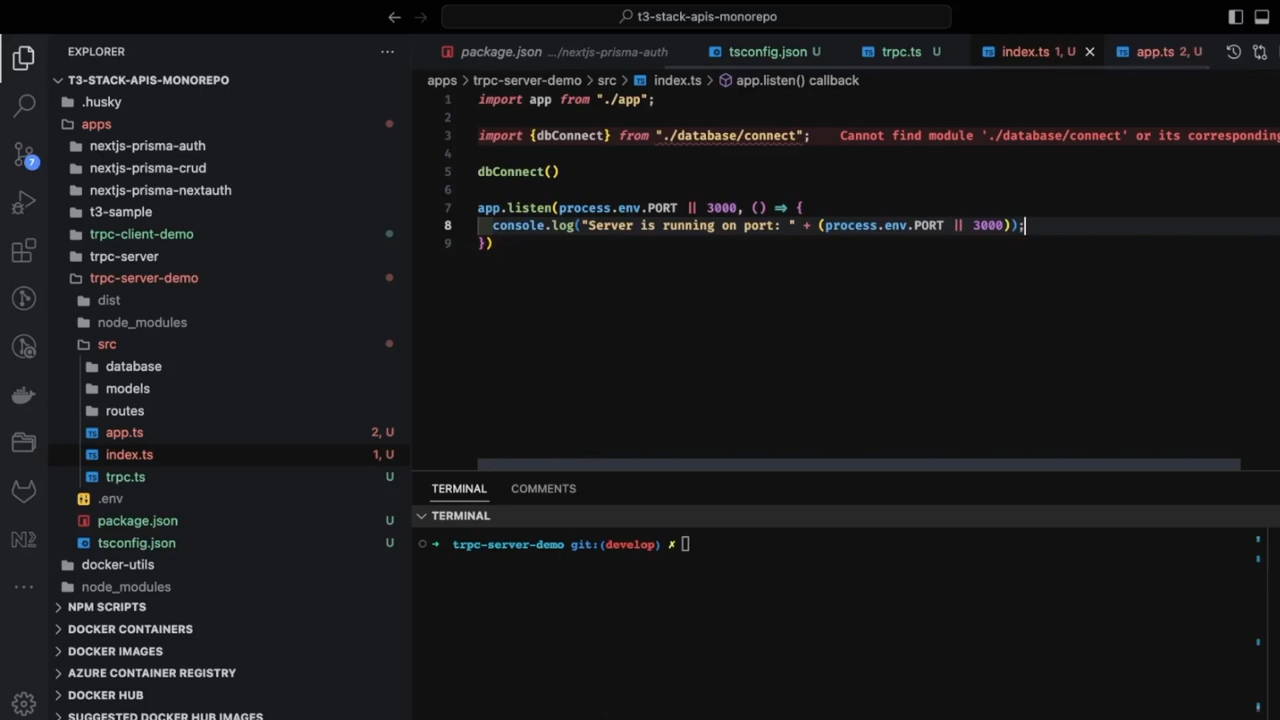 t3-stack-apis-monorepo
EXPLORER
T3-STACK-APIS-MONOREPO
.husky
apps
nextjs-prisma-auth
nextjs-prisma-crud
nextjs-prisma-nextauth
t3-sample
trpc-client-demo
trpc-server
trpc-server-demo
dist
node_modules
src
database
models
routes
app.ts 2, U
index.ts 1, U
trpc.ts U
.env
package.json U
tsconfig.json U
docker-utils
node_modules
NPM SCRIPTS
DOCKER CONTAINERS
DOCKER IMAGES
AZURE CONTAINER REGISTRY
DOCKER HUB
SUGGESTED DOCKER HUB IMAGES
7
package.json .../nextjs-prisma-auth tsconfig.json U trpc.ts U index.ts 1, U app.ts 2, U
apps > trpc-server-demo > src > index.ts > app.listen() callback
1 import app from "./app";
2
3 import {dbConnect} from "./database/connect"; Cannot find module './database/connect' or its corresponding
4
5 dbConnect()
6
7 app.listen(process.env.PORT || 3000, () => {
8 console.log("Server is running on port: " + (process.env.PORT || 3000));
9 })
TERMINAL COMMENTS
TERMINAL
trpc-server-demo git:(develop) ✗